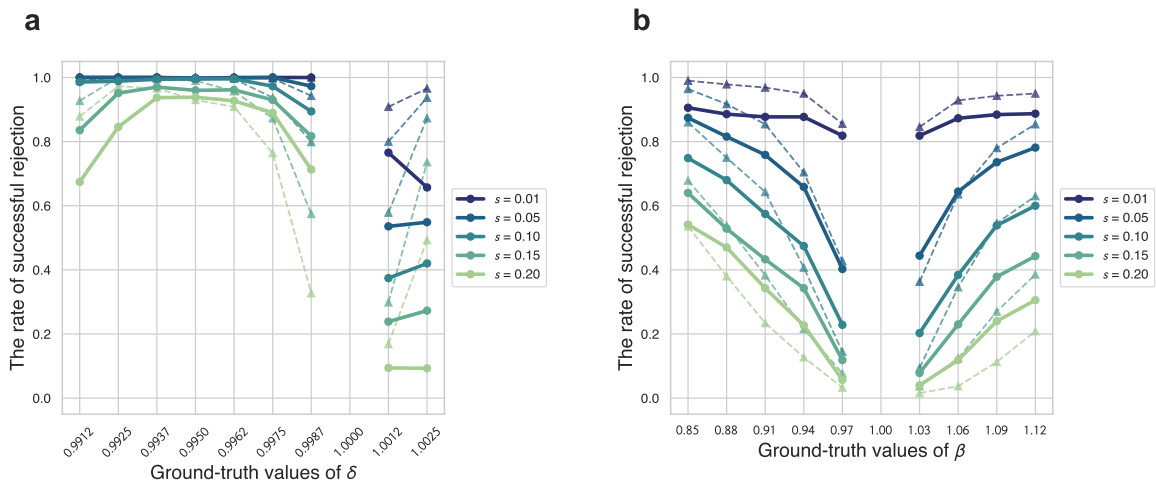 a
The rate of successful rejection
1.0
0.8
0.6
0.4
0.2
0.0
0.9912
0.9925
0.9937
0.9950
0.9962
0.9975
0.9987
1.0000
1.0012
1.0025
Ground-truth values of δ
s = 0.01
s = 0.05
s = 0.10
s = 0.15
s = 0.20
b
The rate of successful rejection
1.0
0.8
0.6
0.4
0.2
0.0
0.85
0.88
0.91
0.94
0.97
1.00
1.03
1.06
1.09
1.12
Ground-truth values of β
s = 0.01
s = 0.05
s = 0.10
s = 0.15
s = 0.20